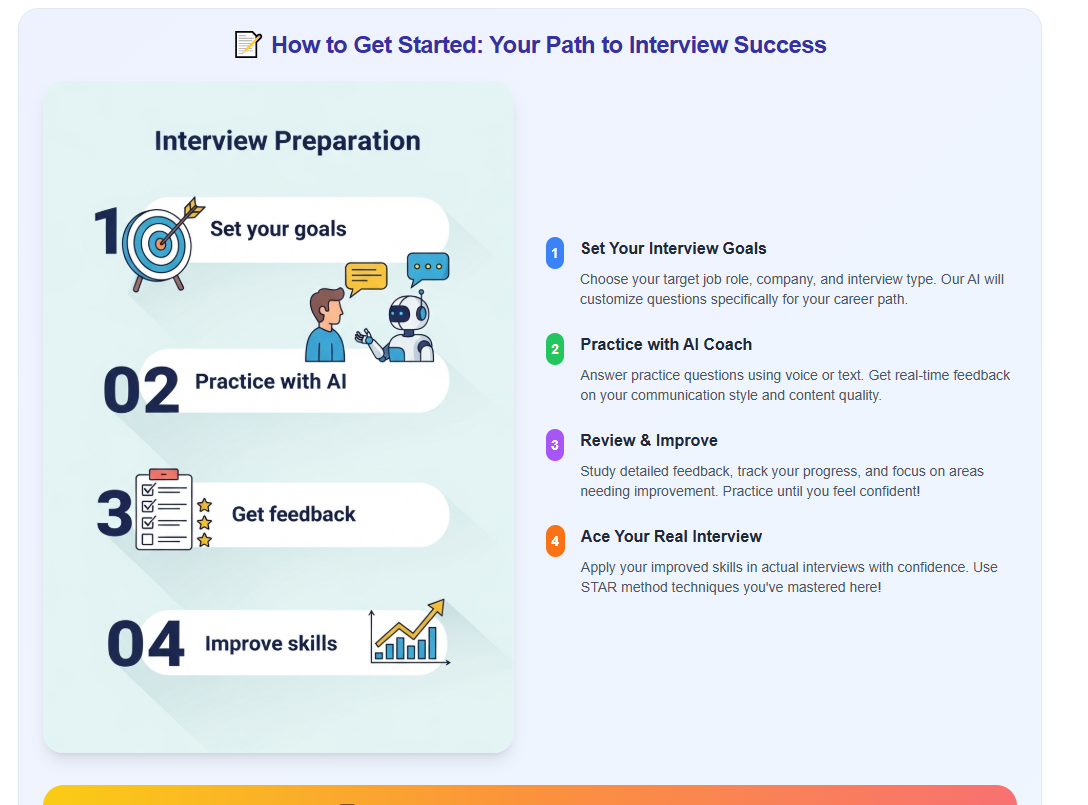 How to Get Started: Your Path to Interview Success
Interview Preparation
1
Set your goals
02
Practice with AI
3
Get feedback
04
Improve skills
1
Set Your Interview Goals
Choose your target job role, company, and interview type. Our AI will
customize questions specifically for your career path.
2
Practice with AI Coach
Answer practice questions using voice or text. Get real-time feedback
on your communication style and content quality.
3
Review & Improve
Study detailed feedback, track your progress, and focus on areas
needing improvement. Practice until you feel confident!
4
Ace Your Real Interview
Apply your improved skills in actual interviews with confidence. Use
STAR method techniques you've mastered here!